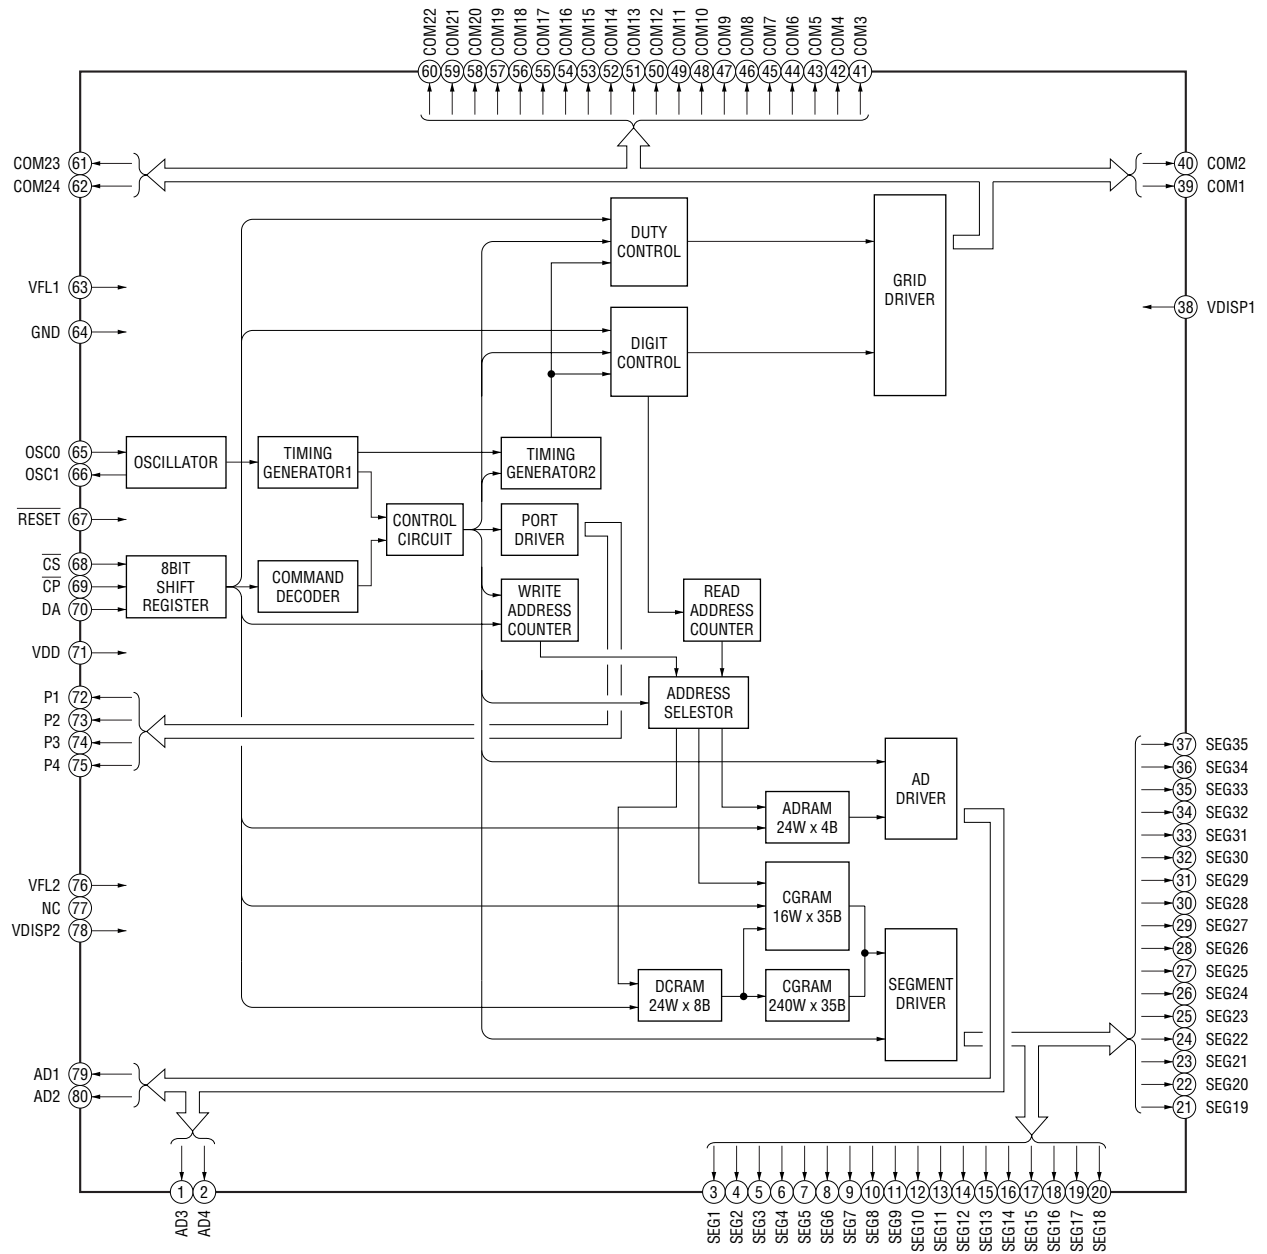 COM22
COM21
COM20
COM19
COM18
COM17
COM16
COM15
COM14
COM13
COM12
COM11
COM10
COM9
COM8
COM7
COM6
COM5
COM4
COM3
60 59 58 57 56 55 54 53 52 51 50 49 48 47 46 45 44 43 42 41
COM23 61
COM24 62
40 COM2
39 COM1
DUTY
CONTROL
GRID
DRIVER
VFL1 63
38 VDISP1
GND 64
DIGIT
CONTROL
OSC0 65
OSC1 66
OSCILLATOR
TIMING
GENERATOR1
TIMING
GENERATOR2
RESET 67
CONTROL
CIRCUIT
PORT
DRIVER
CS 68
CP 69
DA 70
8BIT
SHIFT
REGISTER
COMMAND
DECODER
WRITE
ADDRESS
COUNTER
READ
ADDRESS
COUNTER
VDD 71
P1 72
P2 73
P3 74
P4 75
ADDRESS
SELESTOR
AD
DRIVER
ADRAM
24W x 4B
VFL2 76
NC 77
VDISP2 78
CGRAM
16W x 35B
DCRAM
24W x 8B
CGRAM
240W x 35B
SEGMENT
DRIVER
37 SEG35
36 SEG34
35 SEG33
34 SEG32
33 SEG31
32 SEG30
31 SEG29
30 SEG28
29 SEG27
28 SEG26
27 SEG25
26 SEG24
25 SEG23
24 SEG22
23 SEG21
22 SEG20
21 SEG19
AD1 79
AD2 80
1 2
AD3
AD4
3 4 5 6 7 8 9 10 11 12 13 14 15 16 17 18 19 20
SEG1
SEG2
SEG3
SEG4
SEG5
SEG6
SEG7
SEG8
SEG9
SEG10
SEG11
SEG12
SEG13
SEG14
SEG15
SEG16
SEG17
SEG18